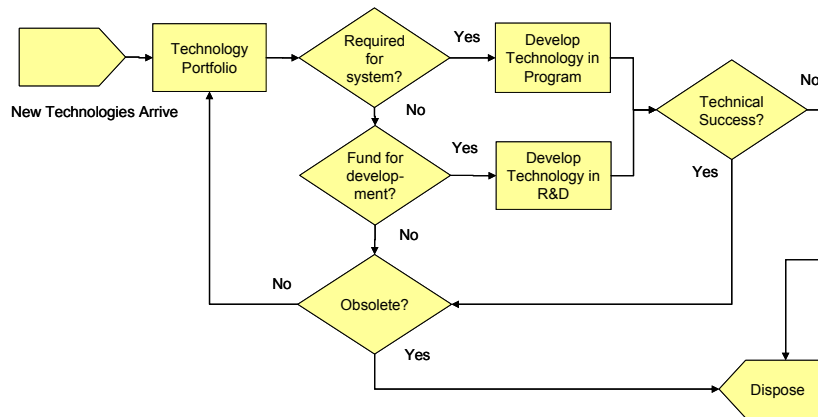 New Technologies Arrive
Technology
Portfolio
Required
for
system?
Yes
No
Develop
Technology in
Program
Fund for
develop-
ment?
Yes
No
Develop
Technology in
R&D
Technical
Success?
No
Yes
Obsolete?
No
Yes
Dispose